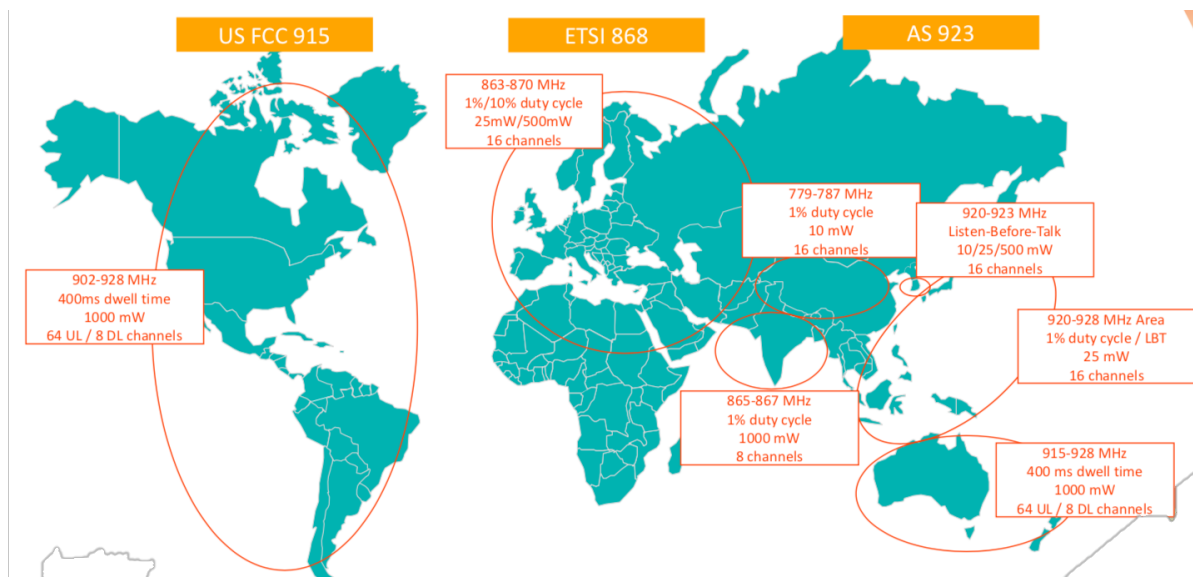 US FCC 915
ETSI 868
AS 923
863-870 MHz
1%/10% duty cycle
25mW/500mW
16 channels
779-787 MHz
1% duty cycle
10 mW
16 channels
920-923 MHz
Listen-Before-Talk
10/25/500 mW
16 channels
902-928 MHz
400ms dwell time
1000 mW
64 UL / 8 DL channels
920-928 MHz Area
1% duty cycle / LBT
25 mW
16 channels
865-867 MHz
1% duty cycle
1000 mW
8 channels
915-928 MHz
400 ms dwell time
1000 mW
64 UL / 8 DL channels